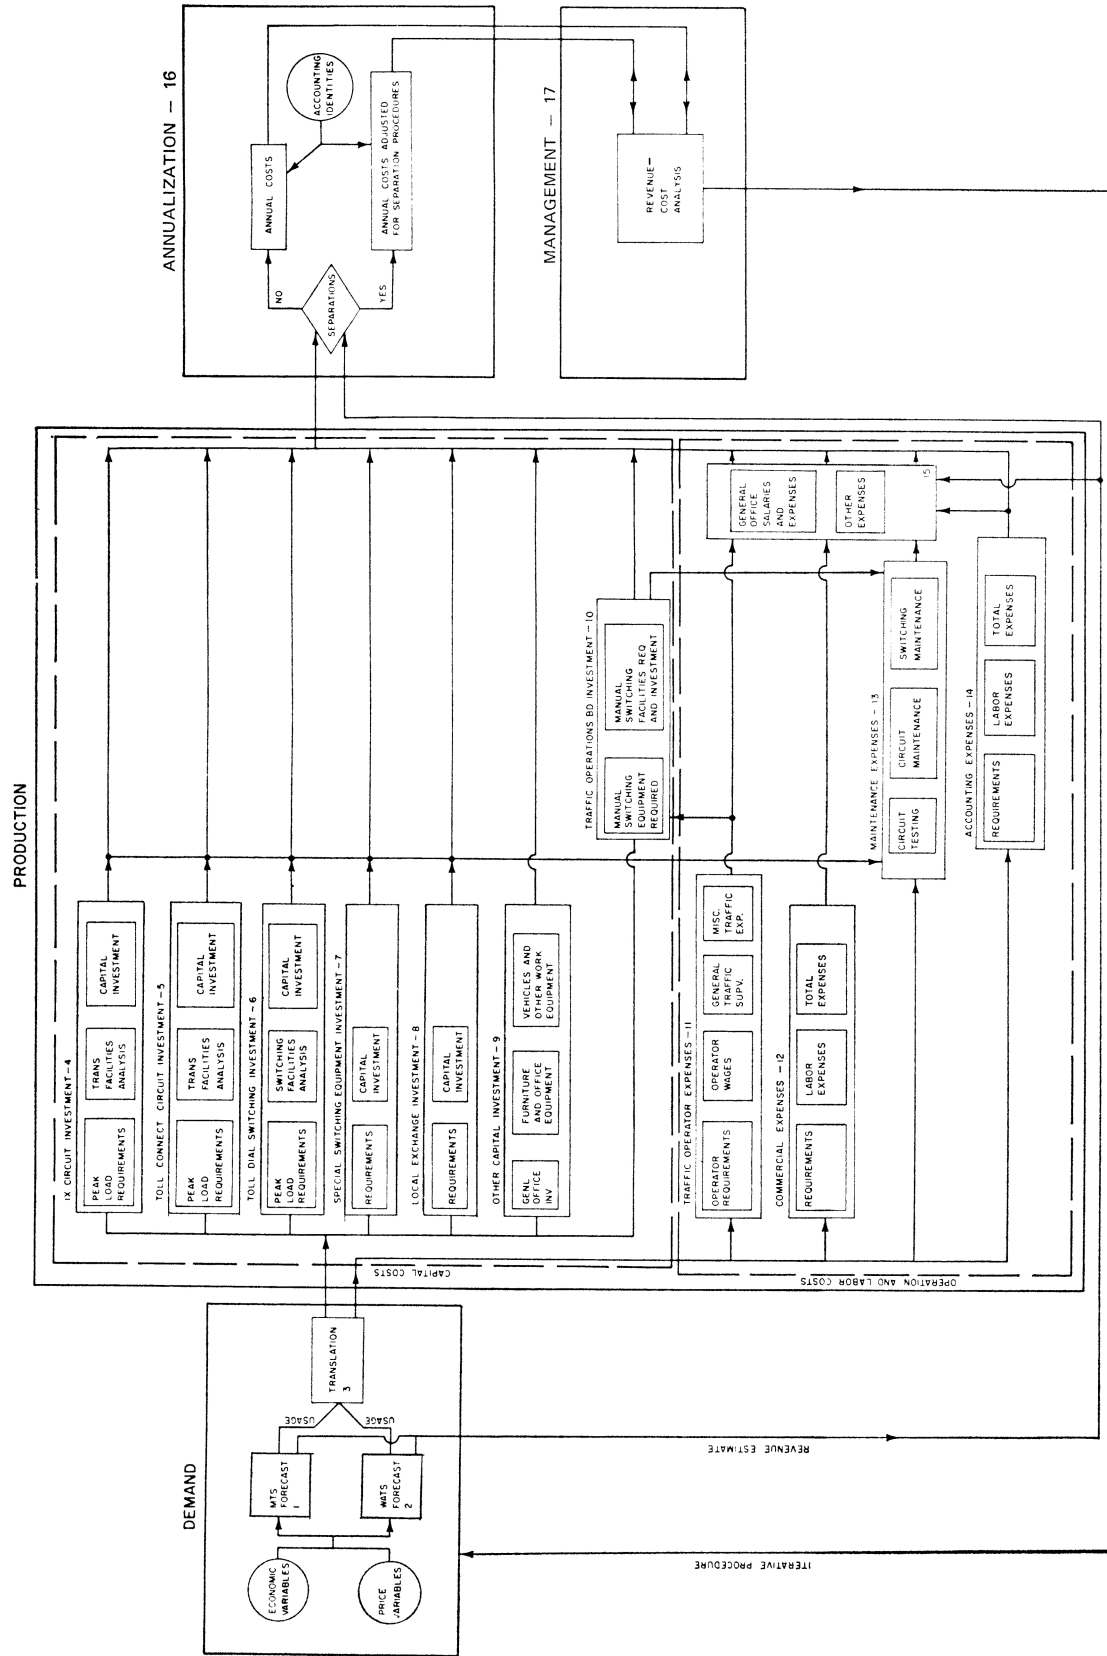 PRODUCTION
DEMAND
ECONOMIC
VARIABLES
PRICE
VARIABLES
MTS
FORECAST
1
WATS
FORECAST
2
USAGE
USAGE
TRANSLATION
3
REVENUE ESTIMATE
ITERATIVE PROCEDURE
CAPITAL COSTS
IX CIRCUIT INVESTMENT-4
PEAK
LOAD
REQUIREMENTS
TRANS
FACILITIES
ANALYSIS
CAPITAL
INVESTMENT
TOLL CONNECT CIRCUIT INVESTMENT-5
PEAK
LOAD
REQUIREMENTS
TRANS
FACILITIES
ANALYSIS
CAPITAL
INVESTMENT
TOLL DIAL SWITCHING INVESTMENT-6
PEAK
LOAD
REQUIREMENTS
SWITCHING
FACILITIES
ANALYSIS
CAPITAL
INVESTMENT
SPECIAL SWITCHING EQUIPMENT INVESTMENT-7
REQUIREMENTS
CAPITAL
INVESTMENT
LOCAL EXCHANGE INVESTMENT-8
REQUIREMENTS
CAPITAL
INVESTMENT
OTHER CAPITAL INVESTMENT-9
GENL
OFFICE
INV
FURNITURE
AND OFFICE
EQUIPMENT
VEHICLES AND
OTHER WORK
EQUIPMENT
TRAFFIC OPERATIONS BD INVESTMENT-10
MANUAL
SWITCHING
EQUIPMENT
REQUIRED
MANUAL
SWITCHING
FACILITIES REQ
AND INVESTMENT
OPERATION AND LABOR COSTS
TRAFFIC OPERATOR EXPENSES-11
OPERATOR
REQUIREMENTS
OPERATOR
WAGES
GENERAL
TRAFFIC
SUPV.
MISC.
TRAFFIC
EXP.
COMMERCIAL EXPENSES-12
REQUIREMENTS
LABOR
EXPENSES
TOTAL
EXPENSES
MAINTENANCE EXPENSES-13
CIRCUIT
TESTING
CIRCUIT
MAINTENANCE
SWITCHING
MAINTENANCE
ACCOUNTING EXPENSES-14
REQUIREMENTS
LABOR
EXPENSES
TOTAL
EXPENSES
GENERAL
OFFICE
SALARIES
AND
EXPENSES
OTHER
EXPENSES
15
ANNUALIZATION - 16
SEPARATIONS
NO
YES
ANNUAL COSTS
ACCOUNTING
IDENTITIES
ANNUAL COSTS ADJUSTED
FOR SEPARATION PROCEDURES
MANAGEMENT - 17
REVENUE-
COST
ANALYSIS